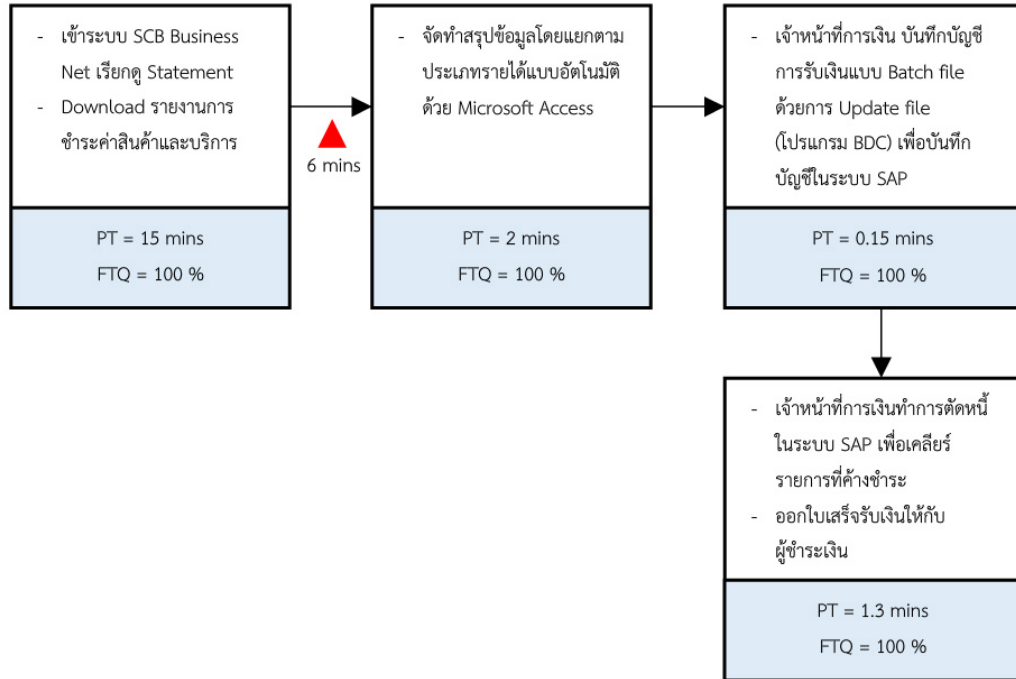 - เข้าระบบ SCB Business
Net เรียกดู Statement
- Download รายงานการ
ชำระค่าสินค้าและบริการ
PT = 15 mins
FTQ = 100 %
6 mins
- จัดทำสรุปข้อมูลโดยแยกตาม
ประเภทรายได้แบบอัตโนมัติ
ด้วย Microsoft Access
PT = 2 mins
FTQ = 100 %
- เจ้าหน้าที่การเงิน บันทึกบัญชี
การรับเงินแบบ Batch file
ด้วยการ Update file
(โปรแกรม BDC) เพื่อบันทึก
บัญชีในระบบ SAP
PT = 0.15 mins
FTQ = 100 %
- เจ้าหน้าที่การเงินทำการตัดหนี้
ในระบบ SAP เพื่อเคลียร์
รายการที่ค้างชำระ
- ออกใบเสร็จรับเงินให้กับ
ผู้ชำระเงิน
PT = 1.3 mins
FTQ = 100 %